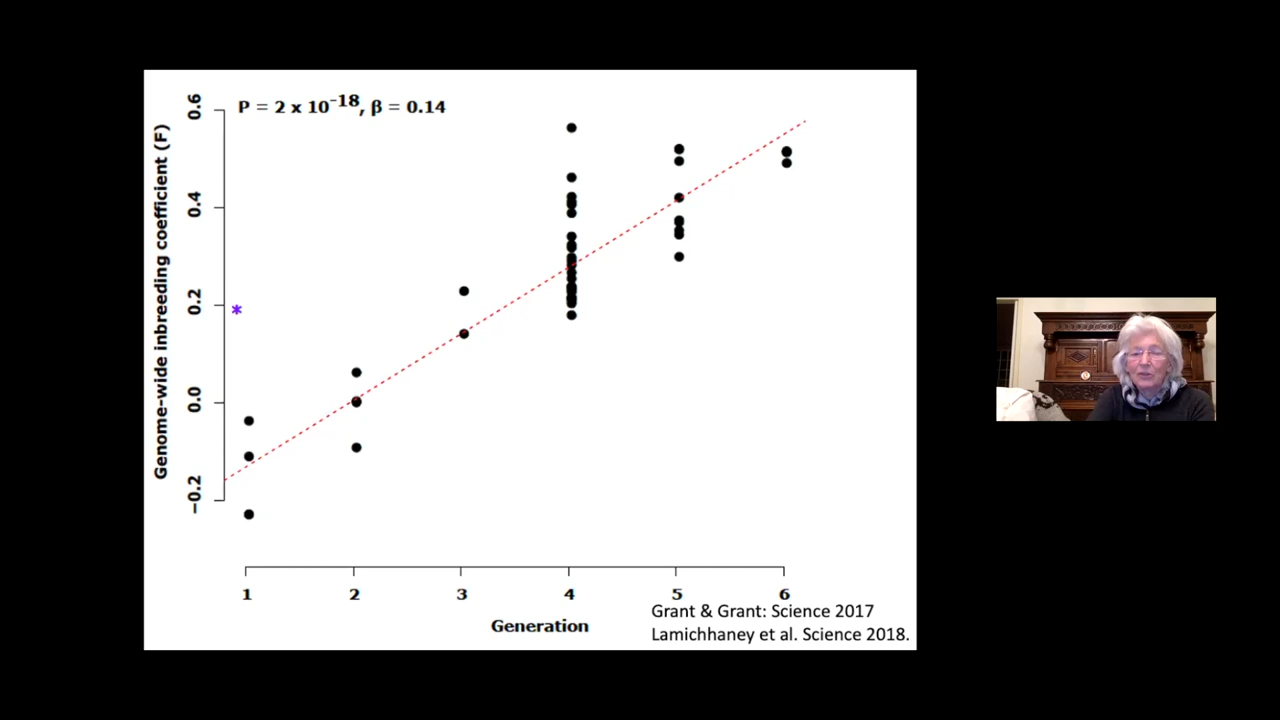 P = 2 x 10⁻¹⁸, β = 0.14
Genome-wide inbreeding coefficient (F)
0.6
0.4
0.2
0.0
−0.2
*
1 2 3 4 5 6
Generation
Grant & Grant: Science 2017
Lamichhaney et al. Science 2018.